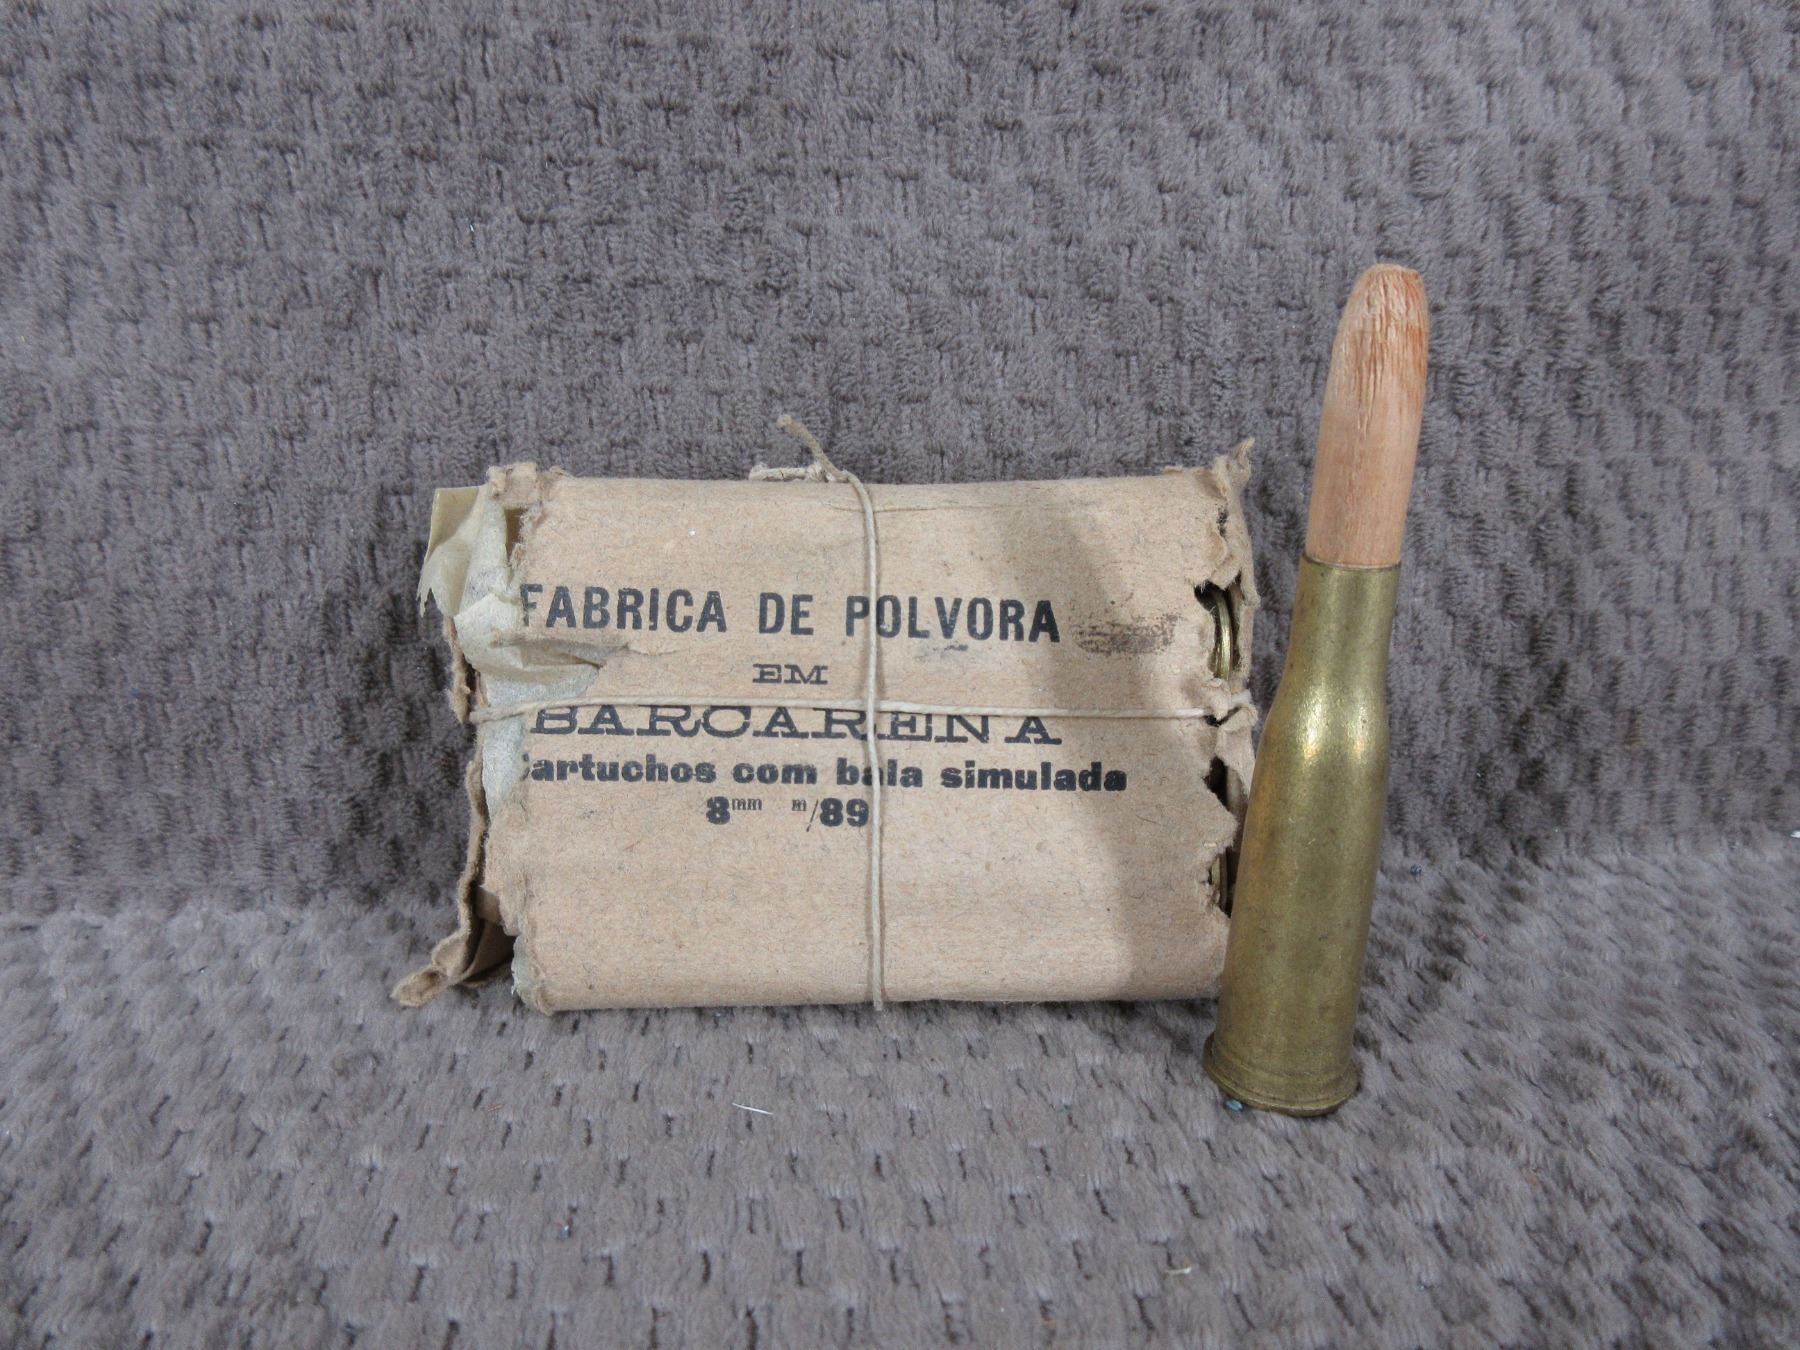 FABRICA DE POLVORA
EM
BARCARENA
Cartuchos com bala simulada
8mm m/89